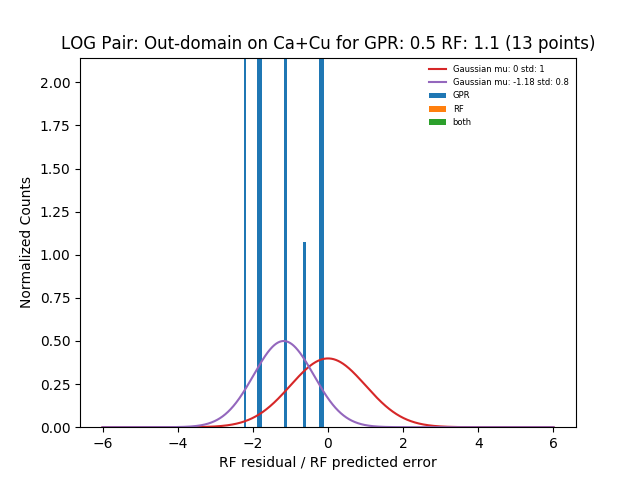 LOG Pair: Out-domain on Ca+Cu for GPR: 0.5 RF: 1.1 (13 points)
Gaussian mu: 0 std: 1
Gaussian mu: -1.18 std: 0.8
GPR
RF
both
Normalized Counts
2.00
1.75
1.50
1.25
1.00
0.75
0.50
0.25
0.00
−6
−4
−2
0
2
4
6
RF residual / RF predicted error